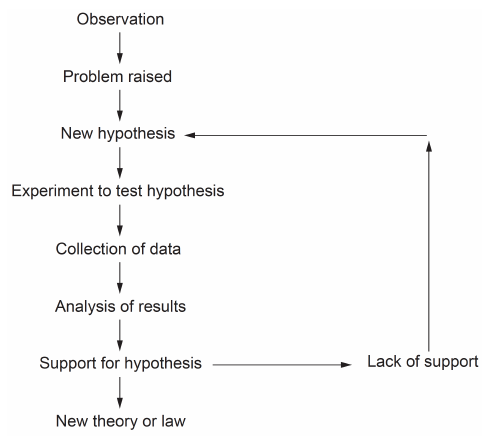 Observation
Problem raised
New hypothesis
Experiment to test hypothesis
Collection of data
Analysis of results
Support for hypothesis
Lack of support
New theory or law